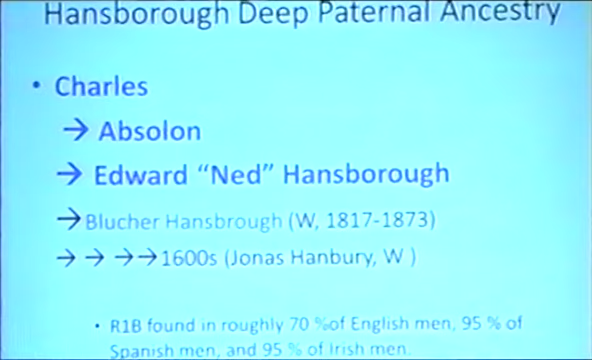 Hansborough Deep Paternal Ancestry
• Charles
→ Absolon
→ Edward “Ned” Hansborough
→Blucher Hansbrough (W, 1817-1873)
→ → →→1600s (Jonas Hanbury, W )
• R1B found in roughly 70 %of English men, 95 % of
Spanish men, and 95 % of Irish men.